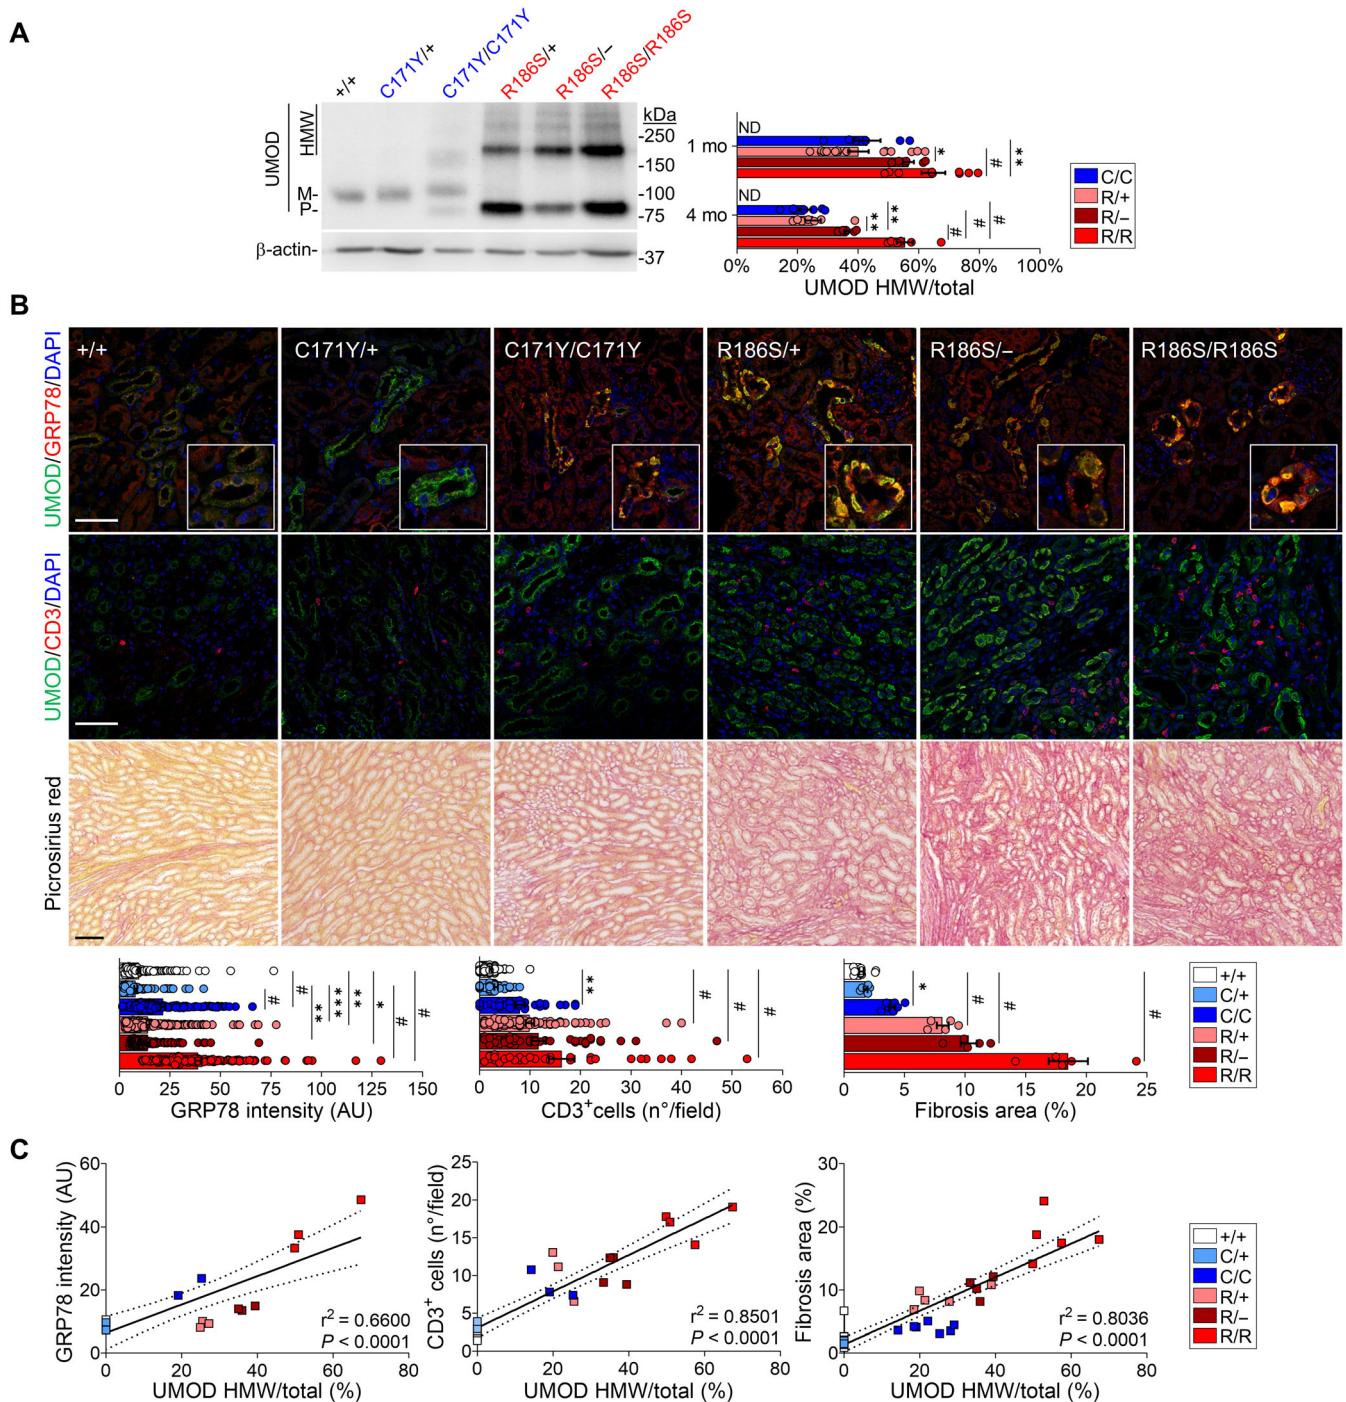 A
+/+
C171Y/+
C171Y/C171Y
R186S/+
R186S/–
R186S/R186S
kDa
UMOD
HMW
M-
P-
-250
-150
-100
-75
β-actin-
-37
ND
1 mo
*
#
**
ND
4 mo
**
***
#
#
#
0% 20% 40% 60% 80% 100%
UMOD HMW/total
C/C
R/+
R/–
R/R
B
UMOD/GRP78/DAPI
+/+
C171Y/+
C171Y/C171Y
R186S/+
R186S/–
R186S/R186S
UMOD/CD3/DAPI
Picrosirius red
#
#
**
***
**
*
#
#
0 25 50 75 100 125 150
GRP78 intensity (AU)
**
#
#
#
0 10 20 30 40 50 60
CD3+cells (n°/field)
*
#
#
#
0 5 10 15 20 25
Fibrosis area (%)
+/+
C/+
C/C
R/+
R/–
R/R
C
GRP78 intensity (AU)
60
40
20
0
r2 = 0.6600
P < 0.0001
0 20 40 60 80
UMOD HMW/total (%)
CD3+ cells (n°/field)
25
20
15
10
5
0
r2 = 0.8501
P < 0.0001
0 20 40 60 80
UMOD HMW/total (%)
Fibrosis area (%)
30
20
10
0
r2 = 0.8036
P < 0.0001
0 20 40 60 80
UMOD HMW/total (%)
+/+
C/+
C/C
R/+
R/–
R/R